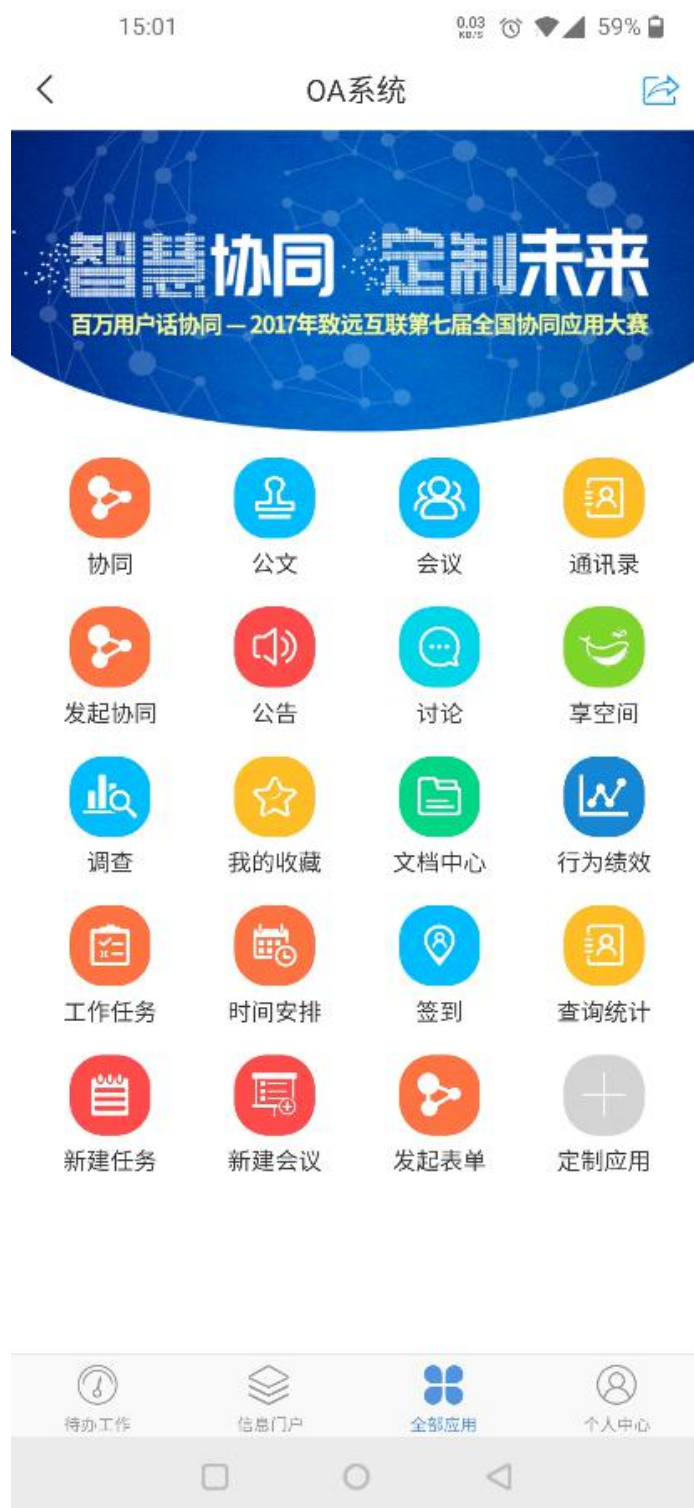 15:01 0.03 KB/S 59%
OA系统
智慧协同 定制未来
百万用户话协同 — 2017年致远互联第七届全国协同应用大赛
协同 公文 会议 通讯录
发起协同 公告 讨论 享空间
调查 我的收藏 文档中心 行为绩效
工作任务 时间安排 签到 查询统计
新建任务 新建会议 发起表单 定制应用
待办工作 信息门户 全部应用 个人中心